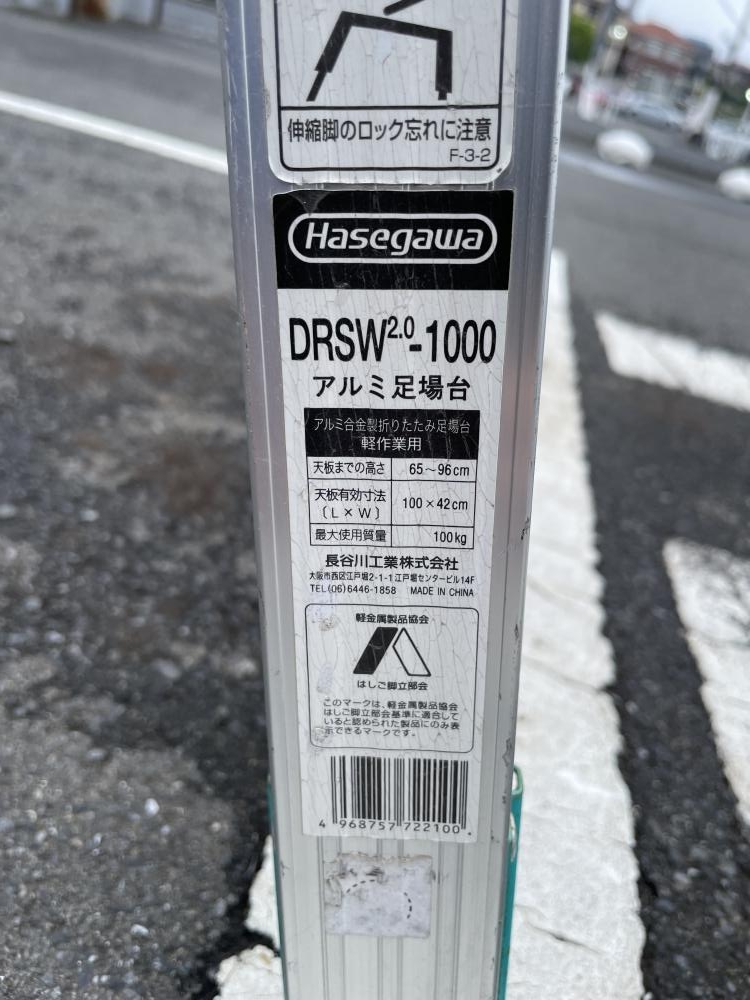 伸縮脚のロック忘れに注意
F-3-2
Hasegawa
DRSW2.0-1000
アルミ足場台
アルミ合金製折りたたみ足場台
軽作業用
天板までの高さ 65～96cm
天板有効寸法 100×42cm
〔L×W〕
最大使用質量 100kg
長谷川工業株式会社
大阪市西区江戸堀2-1-1江戸堀センタービル14F
TEL(06)6446-1858 MADE IN CHINA
軽金属製品協会
はしご脚立部会
このマークは、軽金属製品協会
はしご脚立部会基準に適合して
いると認められた製品にのみ表
示できるマークです。
4 968757 722100